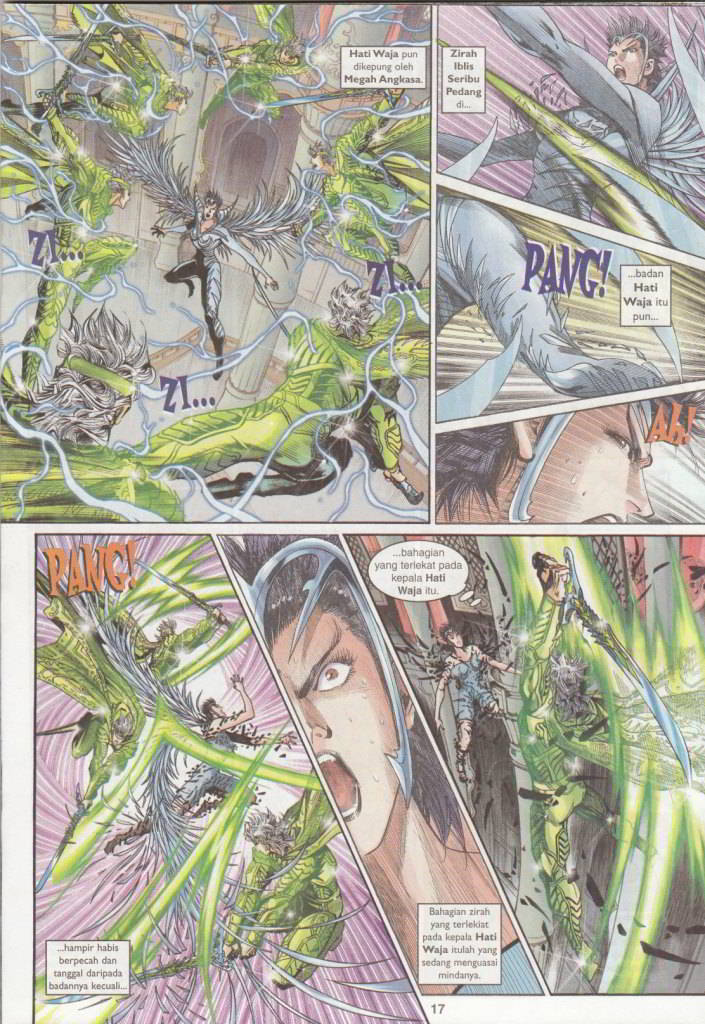 Hati Waja pun
dikepung oleh
Megah Angkasa.
ZI...
ZI...
ZI...
Zirah
Iblis
Seribu
Pedang
di...
PANG!
...badan
Hati
Waja itu
pun...
Ah!
PANG!
...hampir habis
berpecah dan
tanggal daripada
badannya kecuali...
...bahagian
yang terlekat pada
kepala Hati
Waja itu.
Bahagian zirah
yang terlekiat
pada kepala Hati
Waja itulah yang
sedang menguasai
mindanya.
17